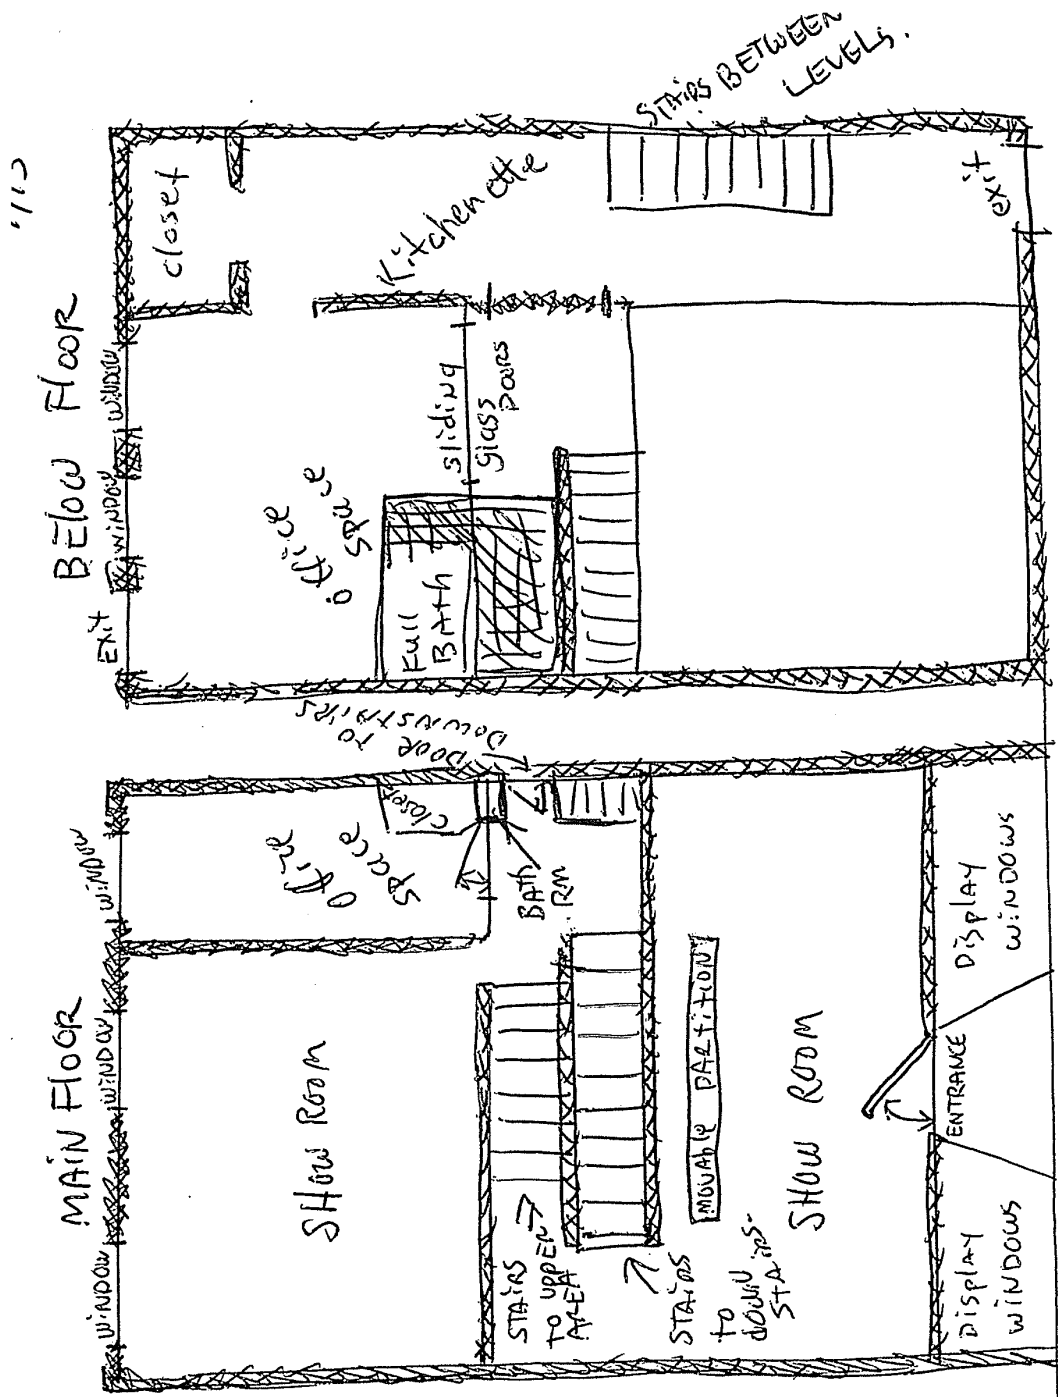 MAIN FLOOR
WINDOW
WINDOW
WINDOW
SHOW ROOM
office
space
closet
DOOR TO
DOWNSTAIRS
BATH
RM
STAIRS
TO UPPER
AREA
STAIRS
TO
DOWN
STAIRS
MOVABLE PARTITION
SHOW ROOM
ENTRANCE
DISPLAY
WINDOWS
DISPLAY
WINDOWS
BELOW FLOOR
EXIT
WINDOW
WINDOW
closet
office
space
Full
BATH
sliding
glass
Doors
Kitchenette
STAIRS BETWEEN
LEVELS.
exit